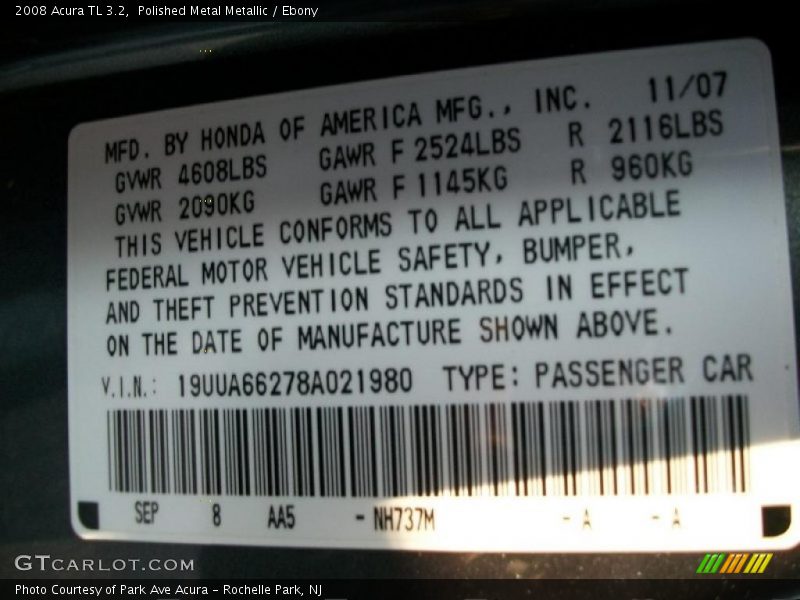 2008 Acura TL 3.2,  Polished Metal Metallic / Ebony
MFD. BY HONDA OF AMERICA MFG., INC. 11/07
GVWR 4608LBS GAWR F 2524LBS R 2116LBS
GVWR 2090KG GAWR F 1145KG R 960KG
THIS VEHICLE CONFORMS TO ALL APPLICABLE
FEDERAL MOTOR VEHICLE SAFETY, BUMPER,
AND THEFT PREVENTION STANDARDS IN EFFECT
ON THE DATE OF MANUFACTURE SHOWN ABOVE.
V.I.N.: 19UUA66278A021980 TYPE: PASSENGER CAR
SEP 8 AA5 - NH737M - A - A
GTCARLOT.COM
Photo Courtesy of Park Ave Acura - Rochelle Park, NJ